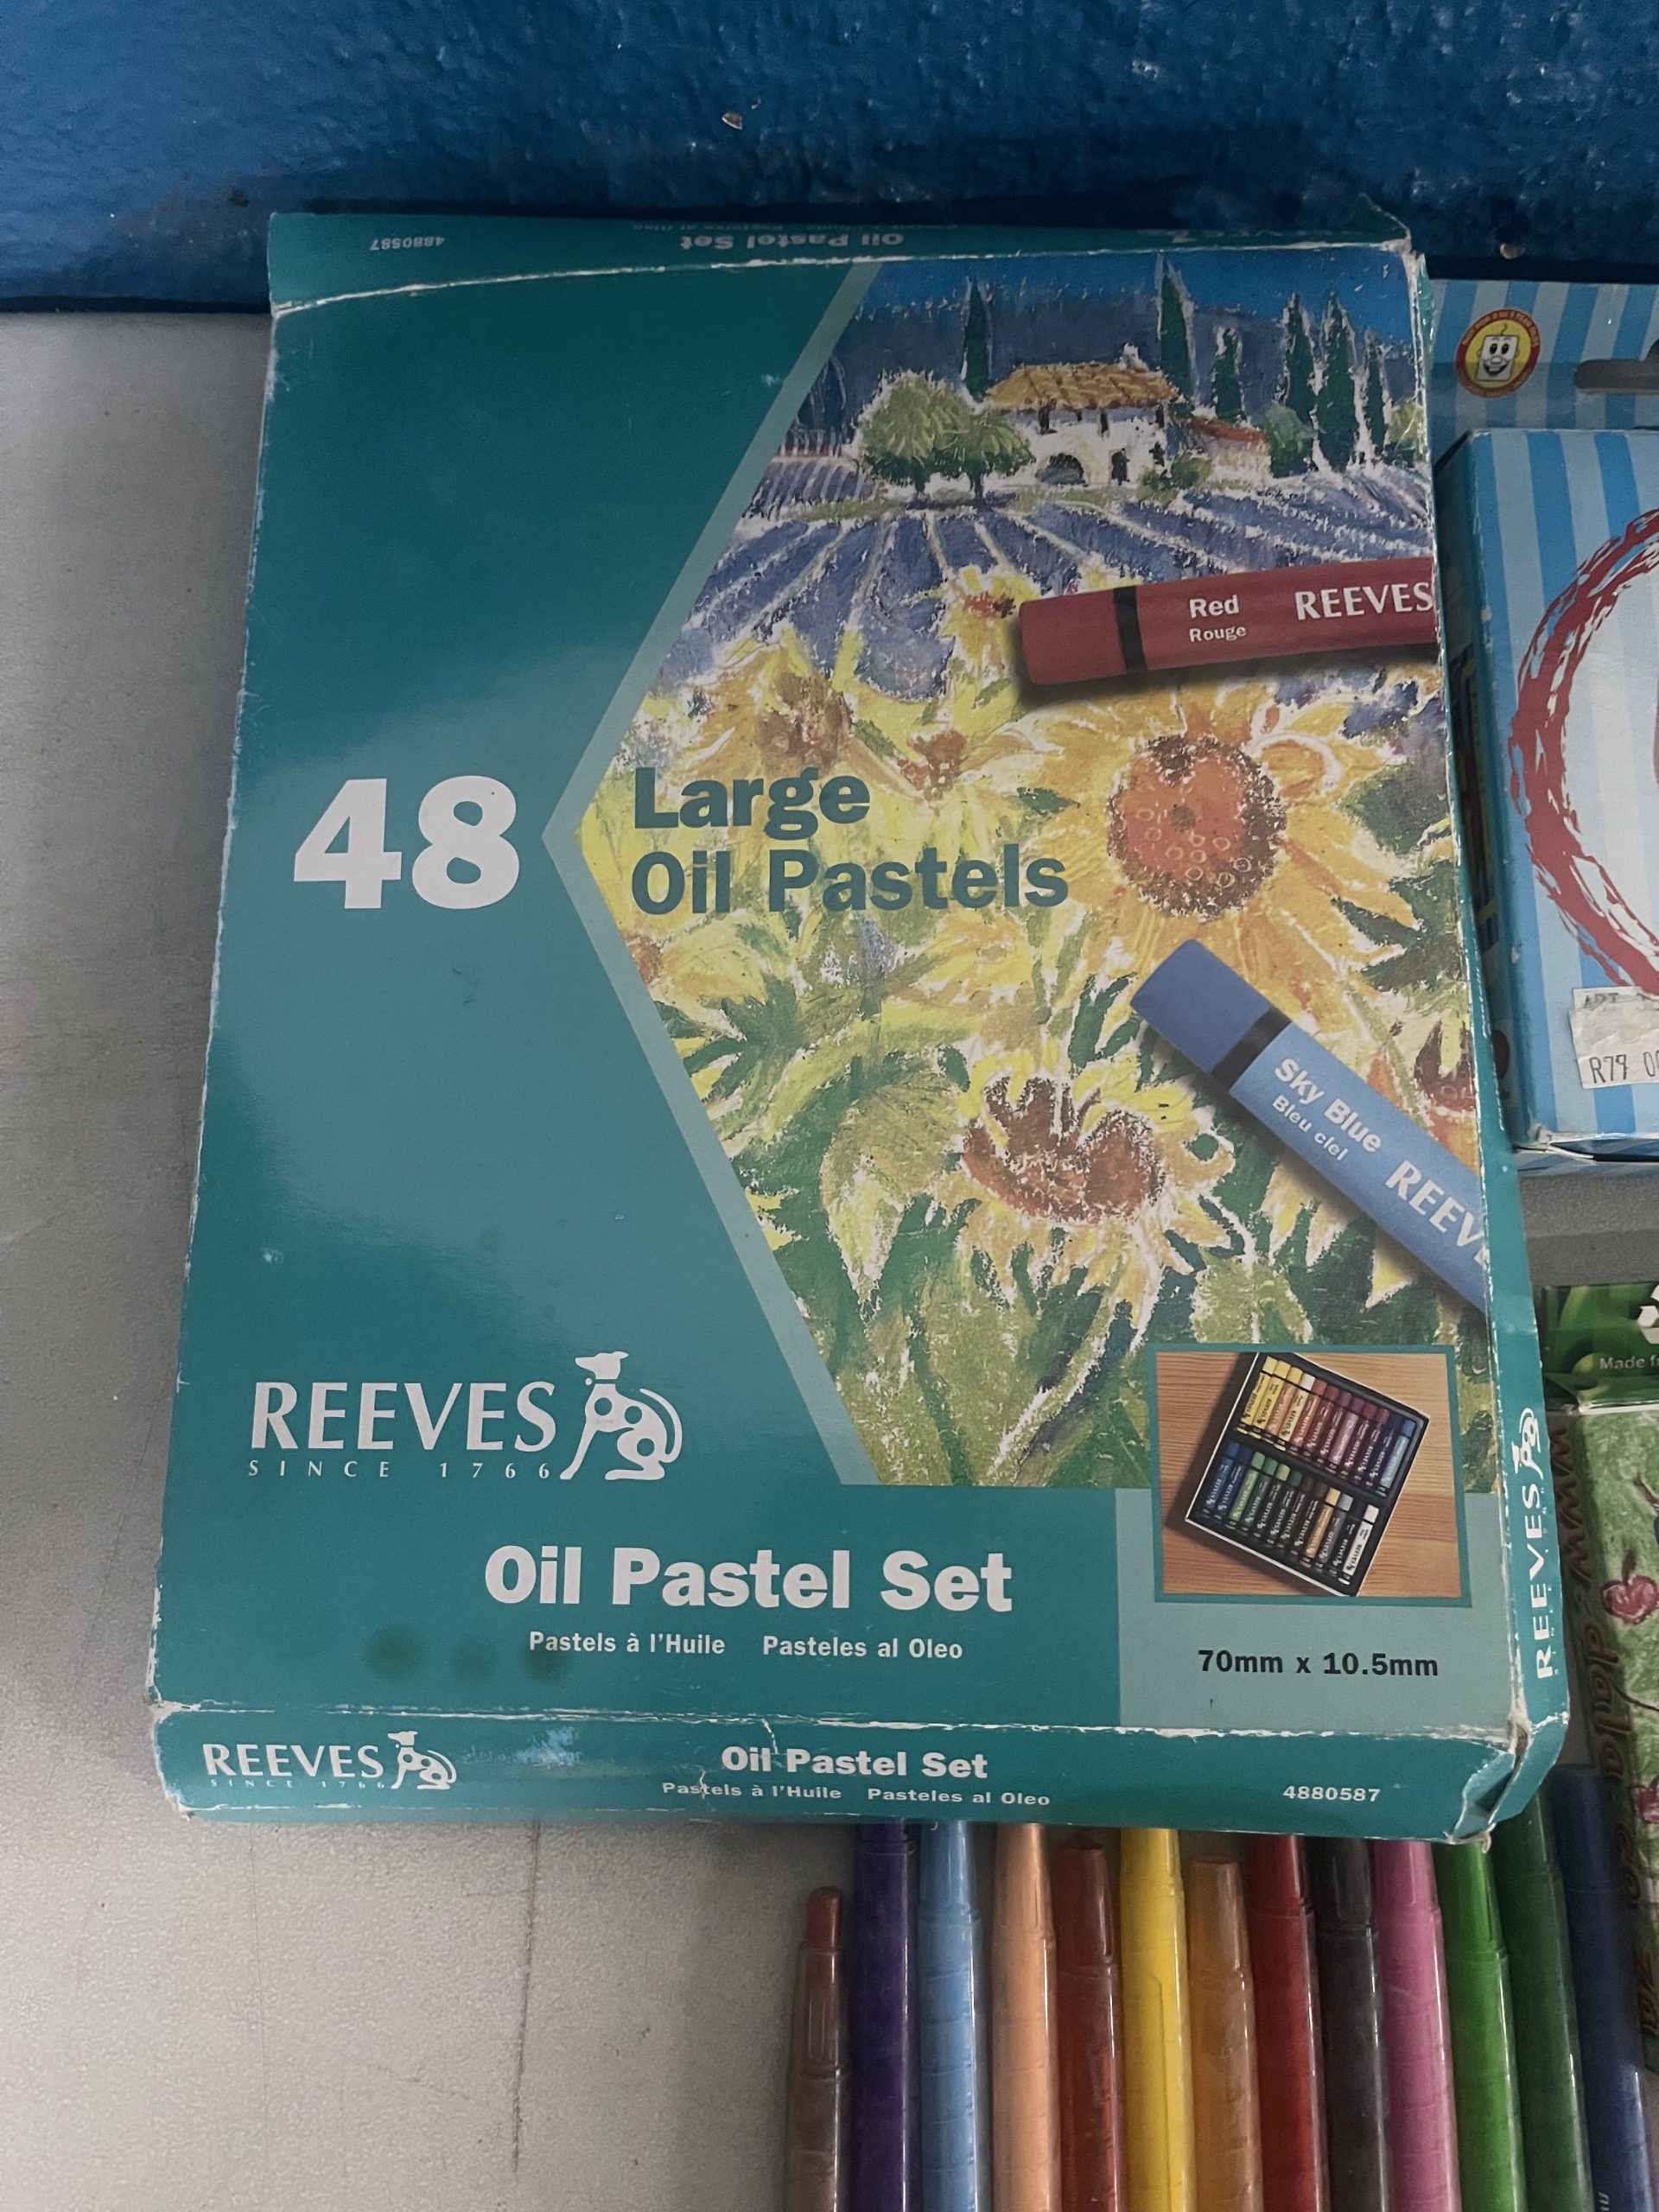 4880587
Oil Pastel Set
Red
Rouge
REEVES
48
Large
Oil Pastels
Sky Blue
Bleu ciel
R79
REEVES
SINCE 1766
Made
Oil Pastel Set
Pastels à l'Huile Pasteles al Oleo
70mm x 10.5mm
REEVES
REEVES
SINCE 1766
Oil Pastel Set
Pastels à l'Huile Pasteles al Oleo
4880587